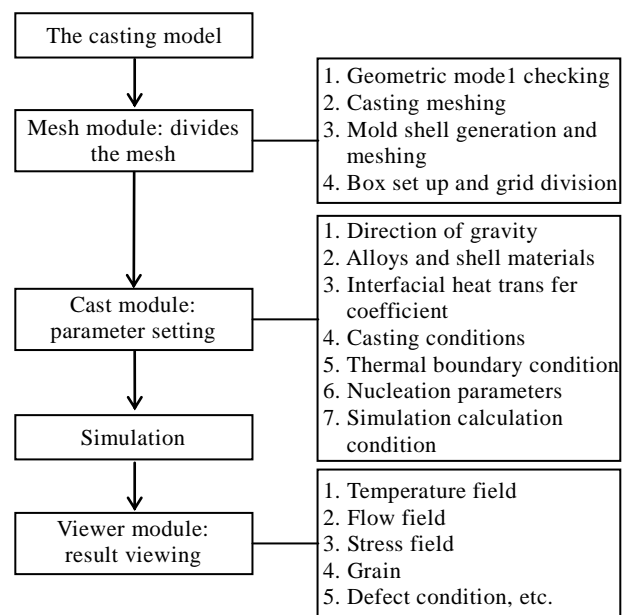 The casting model
Mesh module: divides
the mesh
1. Geometric mode1 checking
2. Casting meshing
3. Mold shell generation and
meshing
4. Box set up and grid division
Cast module:
parameter setting
1. Direction of gravity
2. Alloys and shell materials
3. Interfacial heat trans fer
coefficient
4. Casting conditions
5. Thermal boundary condition
6. Nucleation parameters
7. Simulation calculation
condition
Simulation
Viewer module:
result viewing
1. Temperature field
2. Flow field
3. Stress field
4. Grain
5. Defect condition, etc.